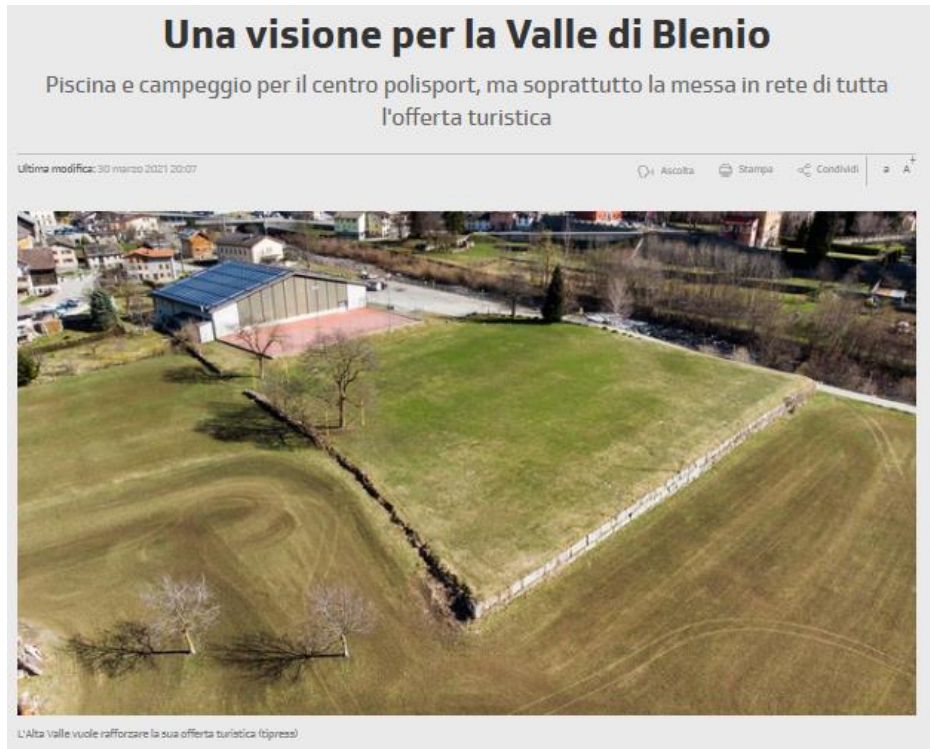 Una visione per la Valle di Blenio
Piscina e campeggio per il centro polisport, ma soprattutto la messa in rete di tutta
l'offerta turistica
Ultima modifica: 30 marzo 2021 20:07
Ascolta Stampa Condividi a A+
L'Alta Valle vuole rafforzare la sua offerta turistica (tipress)